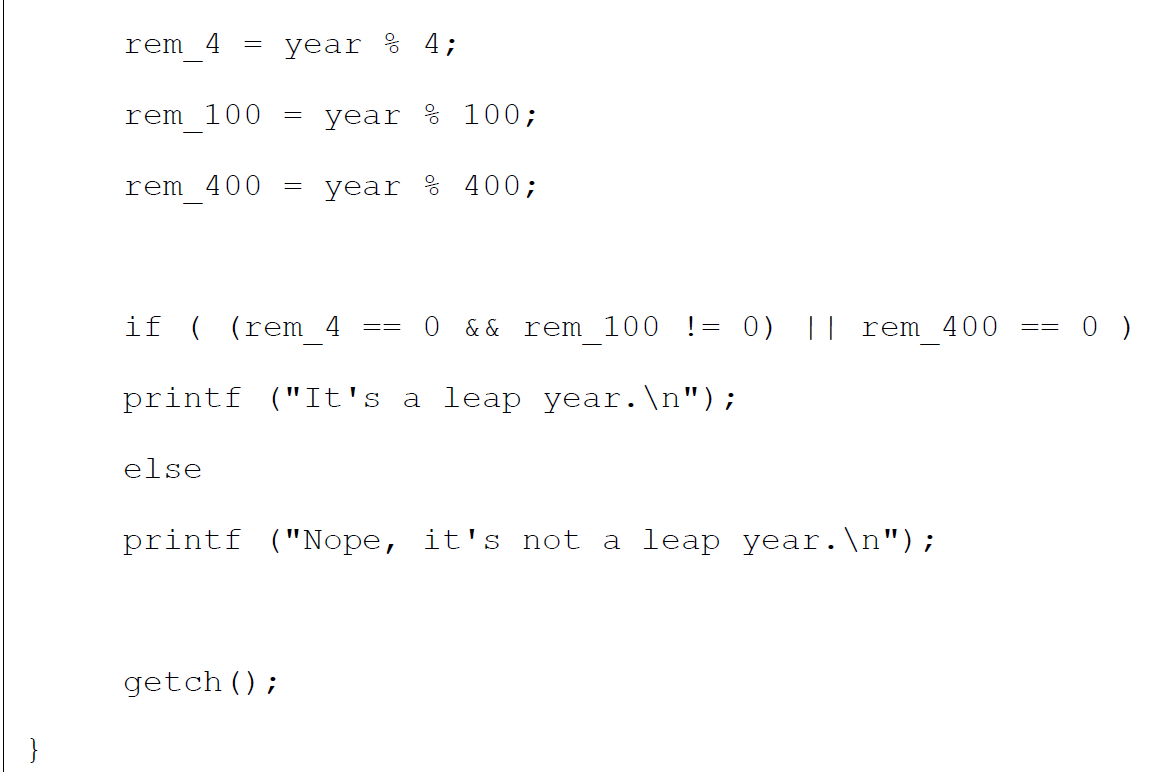 rem_4 = year % 4;
rem_100 = year % 100;
rem_400 = year % 400;
if ( (rem_4 == 0 && rem_100 != 0) || rem_400 == 0 )
printf ("It's a leap year.\n");
else
printf ("Nope, it's not a leap year.\n");
getch();
}